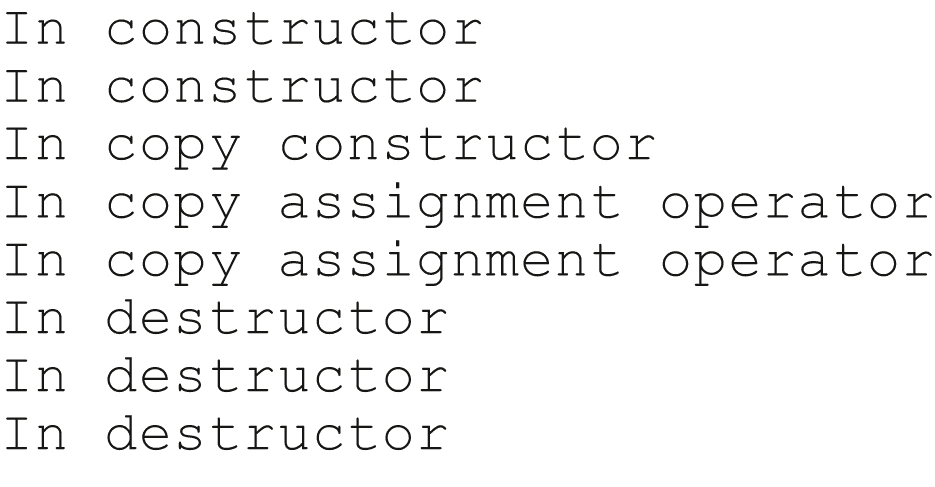 In constructor
In constructor
In copy constructor
In copy assignment operator
In copy assignment operator
In destructor
In destructor
In destructor